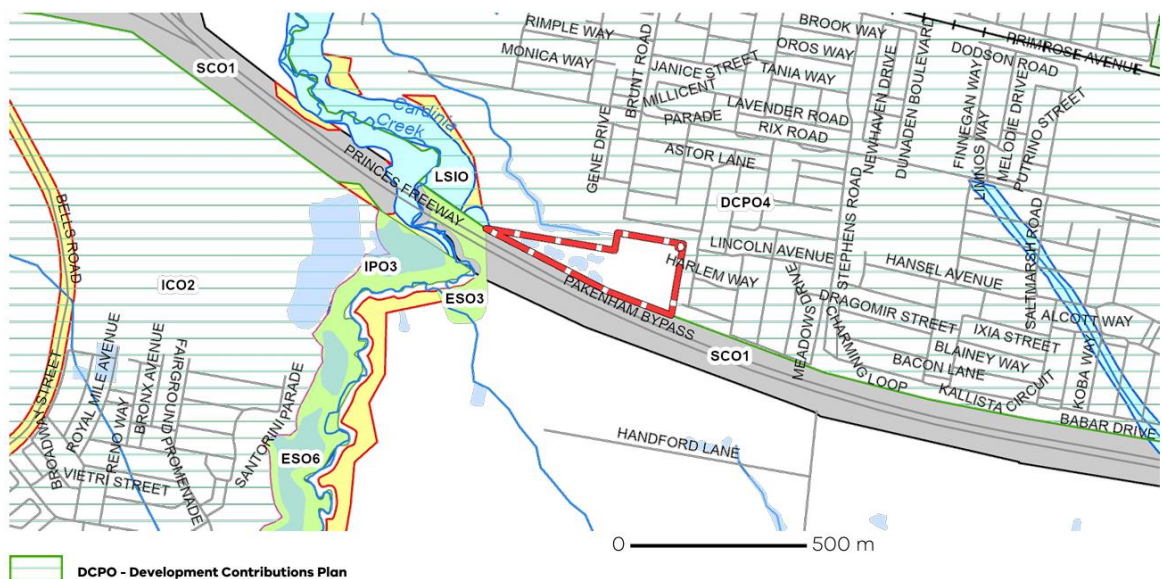 RIMPLE WAY
BROOK WAY
PRIMROSE AVENUE
MONICA WAY
OROS WAY
DODSON ROAD
SCO1
BRUNT ROAD
JANICE STREET
TANIA WAY
NEWHAVEN DRIVE
DUNADEN BOULEVARD
FINNEGAN WAY
LIMNOS WAY
MELODIE DRIVE
PUTRINO STREET
MILLICENT
PARADE
LAVENDER ROAD
RIX ROAD
Cardinia
Creek
GENE DRIVE
ASTOR LANE
PRINCES FREEWAY
LSIO
DCPO4
BELLS ROAD
STEPHENS ROAD
LINCOLN AVENUE
HANSEL AVENUE
SALTMARSH ROAD
HARLEM WAY
IPO3
ICO2
ESO3
PAKENHAM BYPASS
MEADOWS DRIVE
DRAGOMIR STREET
ALCOTT WAY
IXIA STREET
SCO1
CHARMING LOOP
BLAINEY WAY
BACON LANE
KOBA WAY
KALLISTA CIRCUIT
BABAR DRIVE
BROADWAY STREET
ROYAL MILE AVENUE
RENO WAY
BRONX AVENUE
FAIRGROUND PROMENADE
SANTORINI PARADE
HANDFORD LANE
ESO6
VIETRI STREET
0 500 m
DCPO - Development Contributions Plan